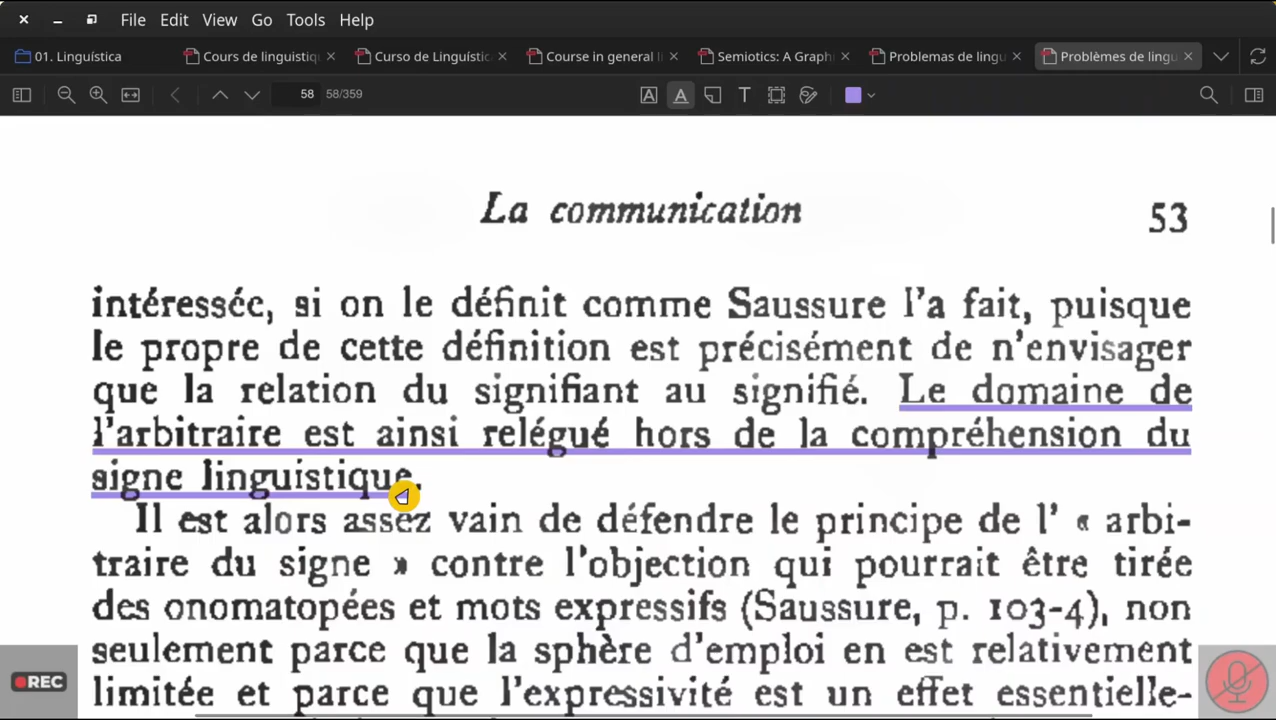 File Edit View Go Tools Help
01. Linguística
Cours de linguistiq
Curso de Linguístic
Course in general l
Semiotics: A Graph
Problemas de lingu
Problèmes de lingu
58 58/359
La communication 53
intéressée, si on le définit comme Saussure l'a fait, puisque
le propre de cette définition est précisément de n'envisager
que la relation du signifiant au signifié. Le domaine de
l'arbitraire est ainsi relégué hors de la compréhension du
signe linguistique.
Il est alors assez vain de défendre le principe de l' « arbi-
traire du signe » contre l'objection qui pourrait être tirée
des onomatopées et mots expressifs (Saussure, p. 103-4), non
seulement parce que la sphère d'emploi en est relativement
limitée et parce que l'expressivité est un effet essentielle-
REC